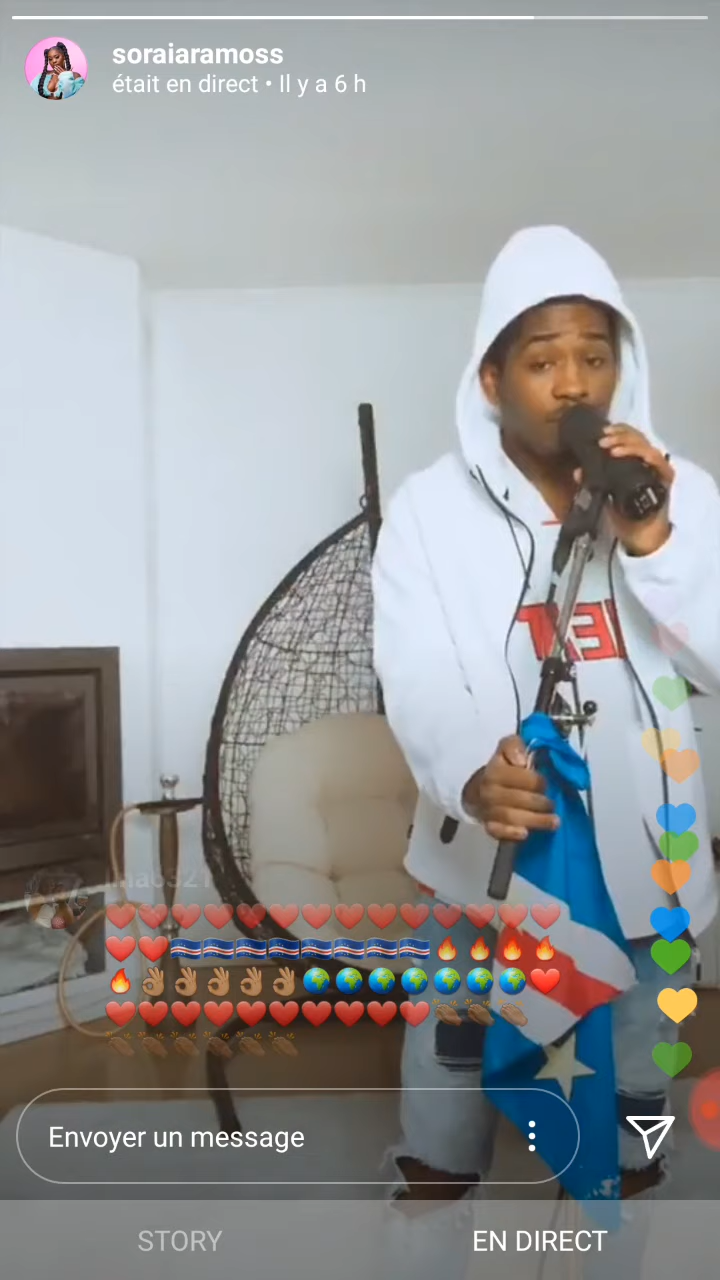 soraiaramoss
était en direct • Il y a 6 h
Envoyer un message
STORY
EN DIRECT